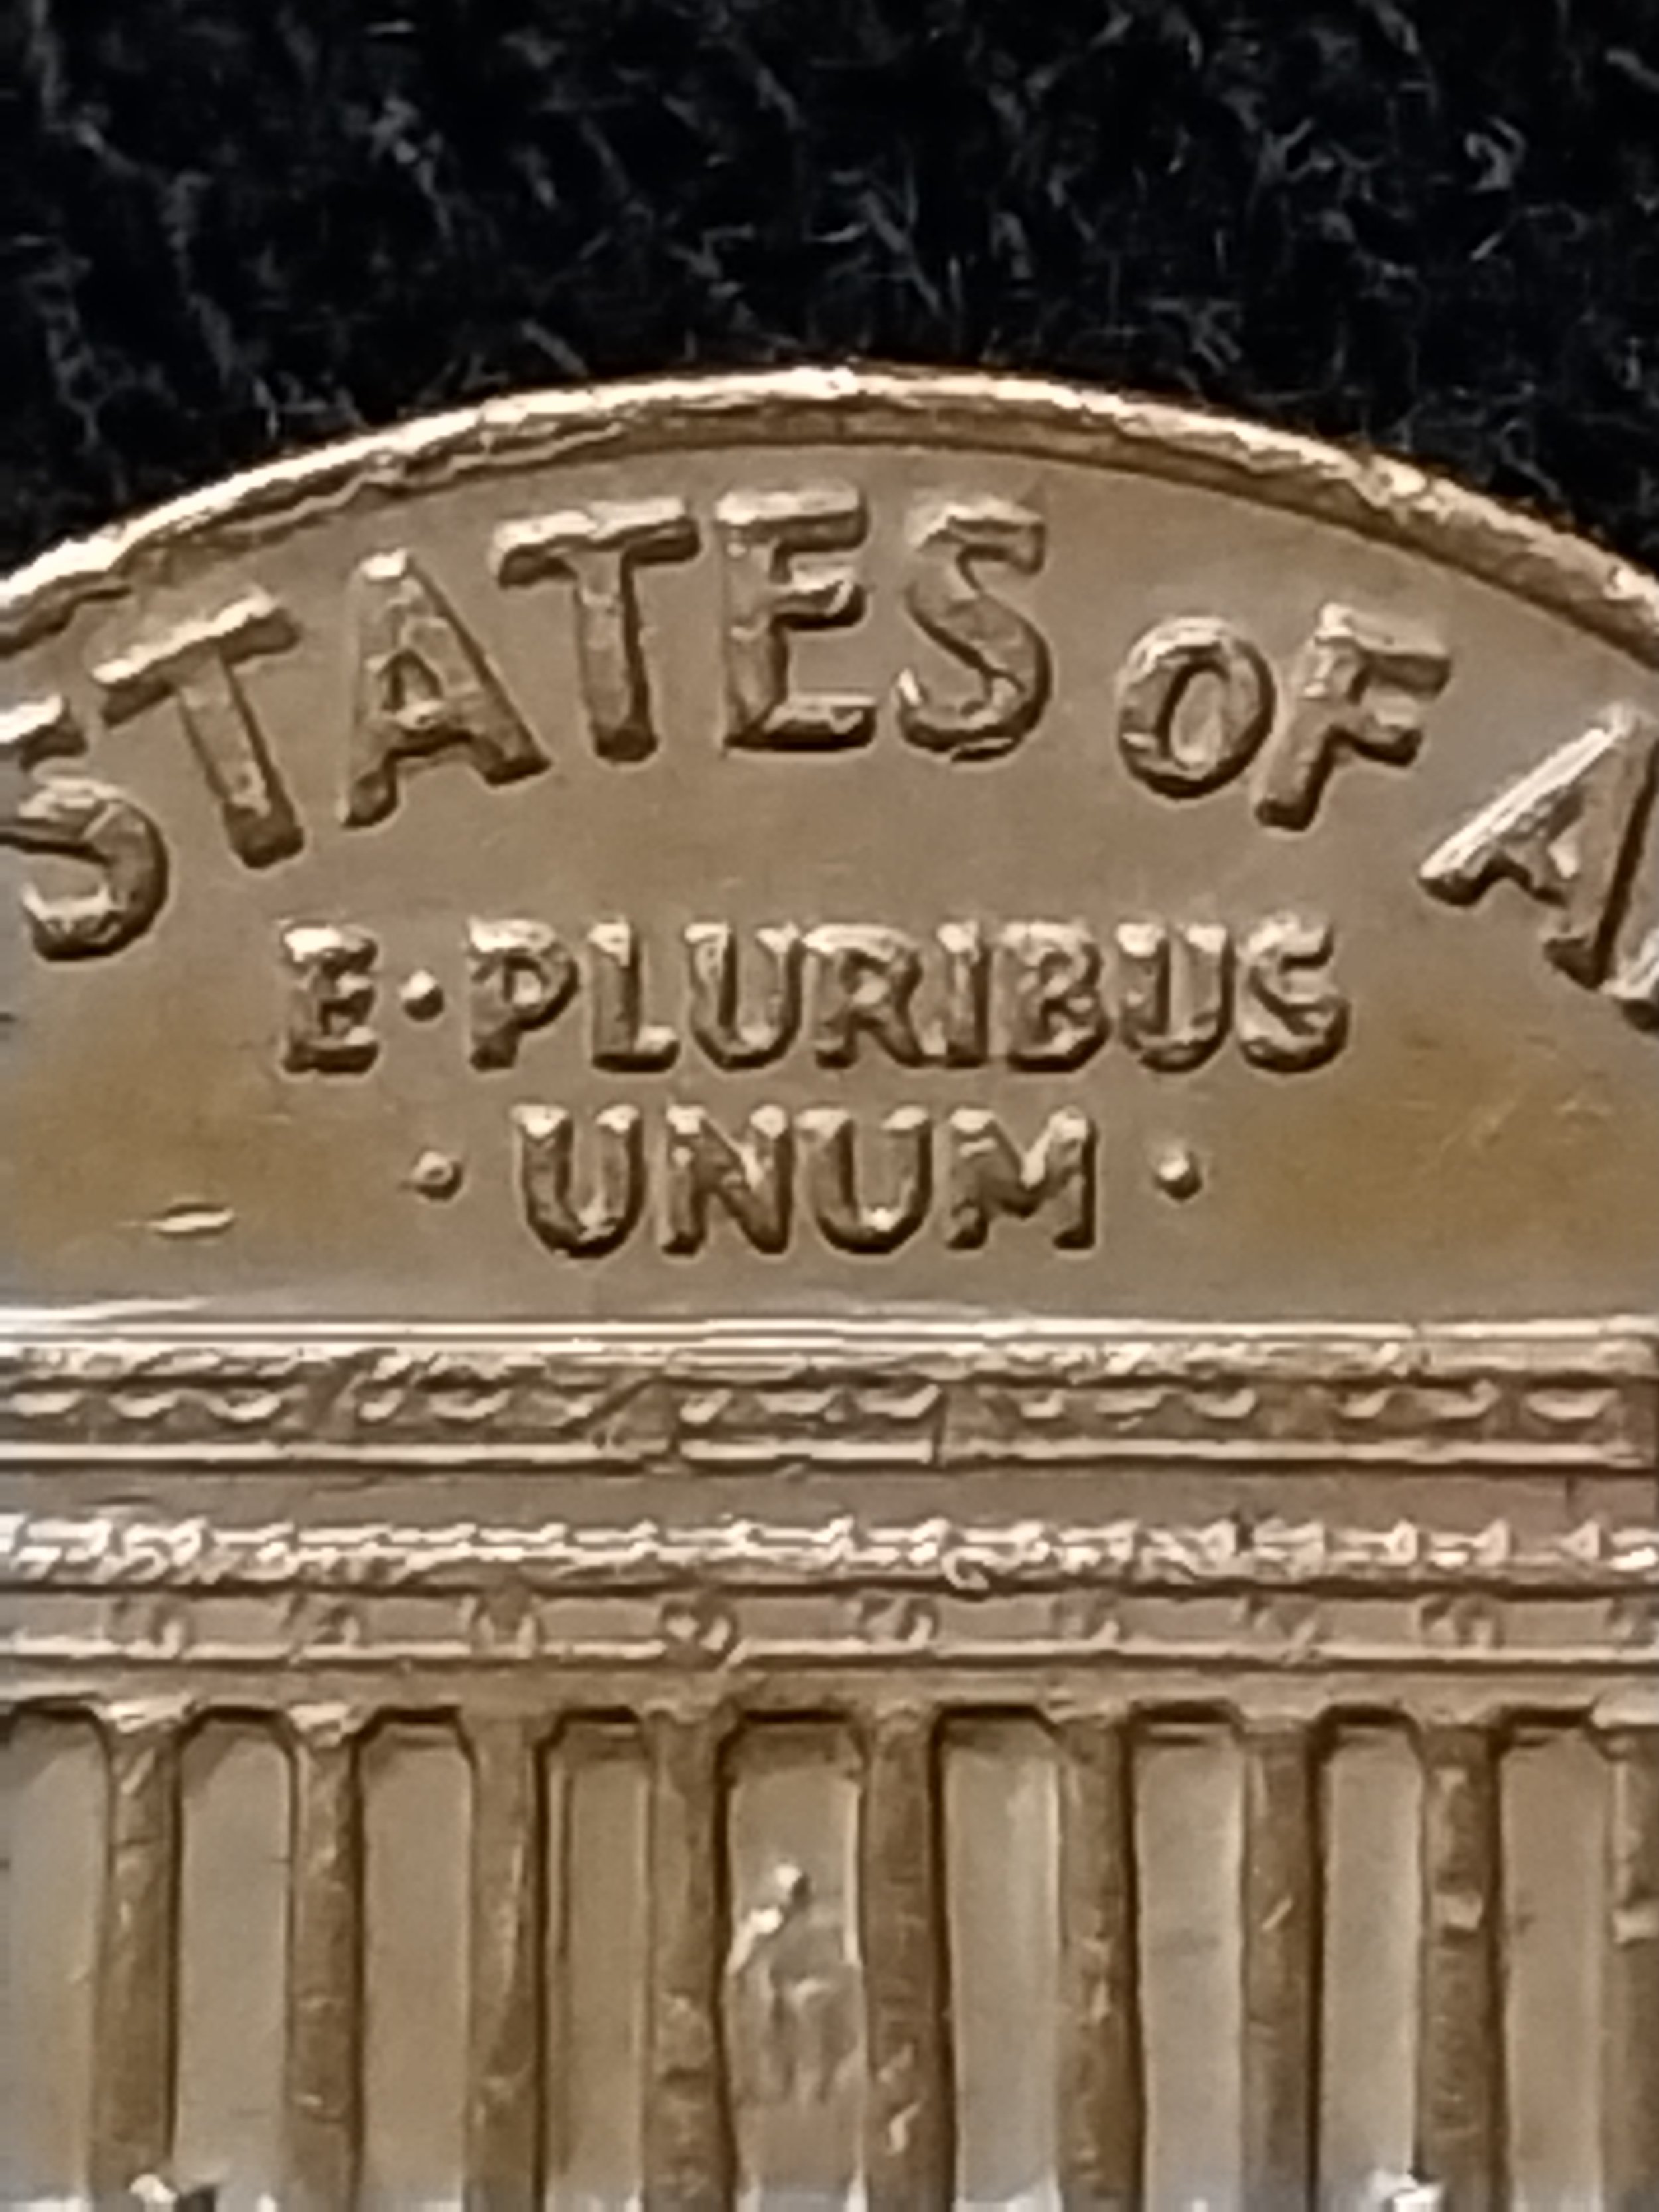 STATES OF A
E·PLURIBUS
·UNUM·